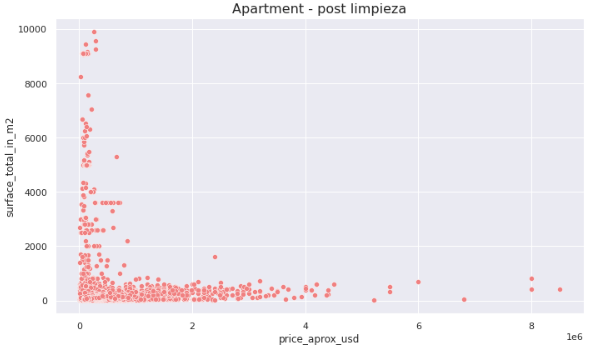 Apartment - post limpieza
10000
8000
6000
4000
2000
0
surface_total_in_m2
0 2 4 6 8
1e6
price_aprox_usd